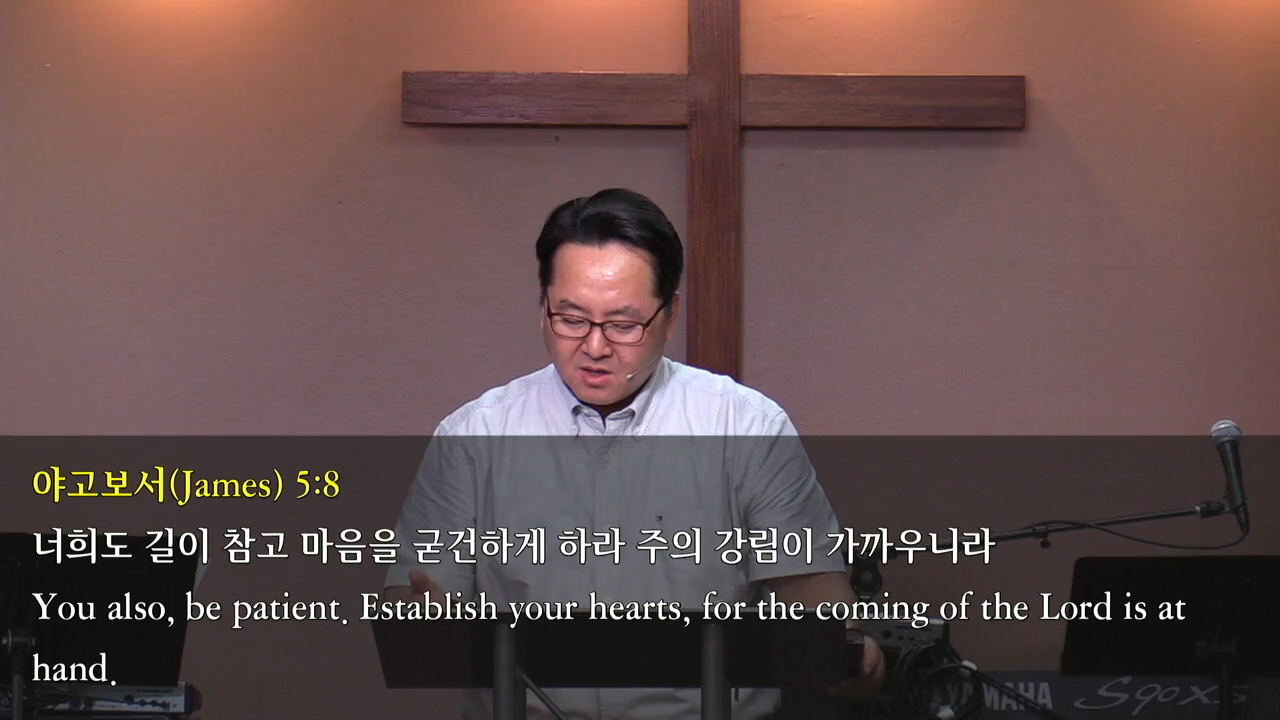 야고보서(James) 5:8
너희도 길이 참고 마음을 굳건하게 하라 주의 강림이 가까우니라
You also, be patient. Establish your hearts, for the coming of the Lord is at
hand.
YAMAHA S90XS